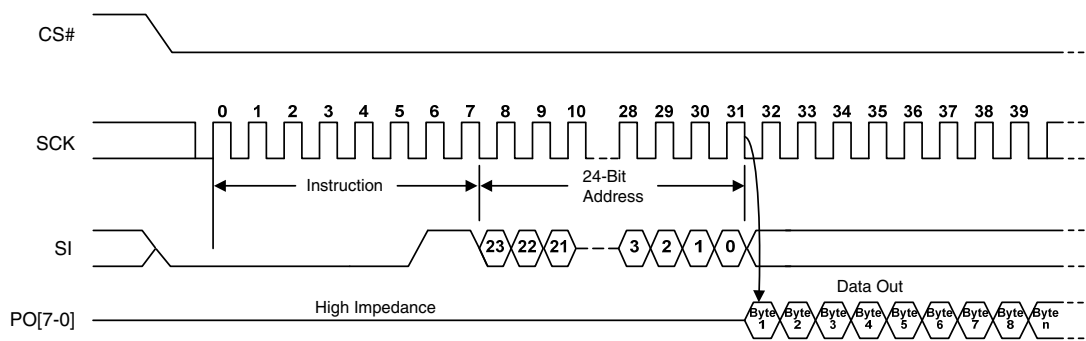 CS#
0 1 2 3 4 5 6 7 8 9 10 28 29 30 31 32 33 34 35 36 37 38 39
SCK
Instruction
24-Bit
Address
SI
23 22 21 3 2 1 0
Data Out
High Impedance
PO[7-0]
Byte 1 Byte 2 Byte 3 Byte 4 Byte 5 Byte 6 Byte 7 Byte 8 Byte n